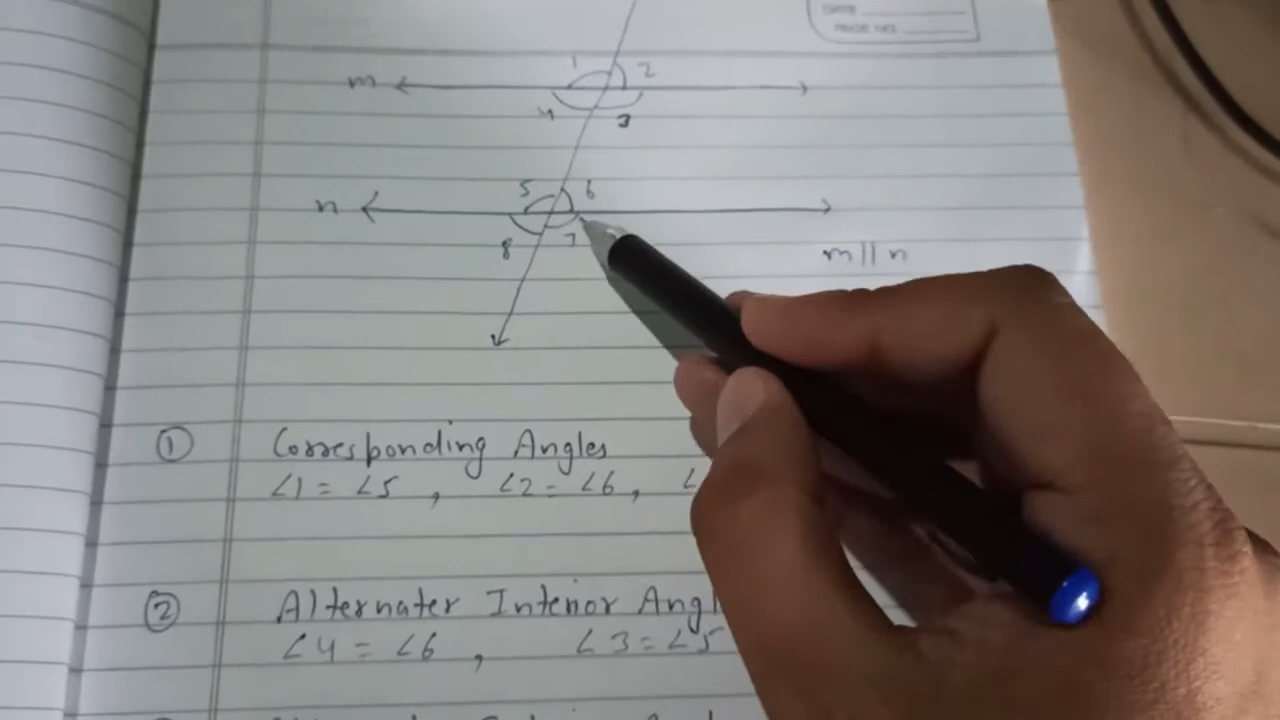 1 2
m
4 3
5 6
n
8 7
m || n
① Corresponding Angles
∠1 = ∠5 , ∠2 = ∠6 , ∠
② Alternater Interior Angl
∠4 = ∠6 , ∠3 = ∠5